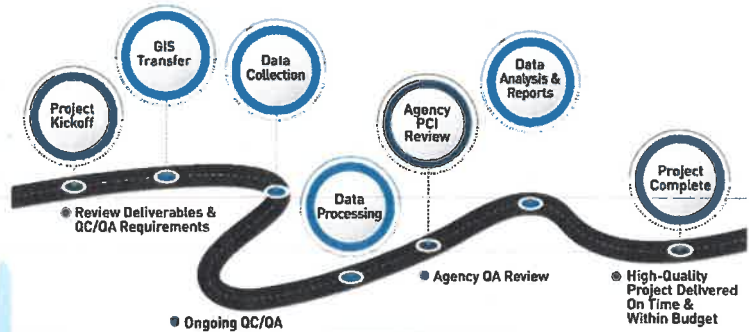 Project
Kickoff
GIS
Transfer
Data
Collection
Data
Processing
Agency
PCI
Review
Data
Analysis &
Reports
Project
Complete
Review Deliverables &
QC/QA Requirements
Ongoing QC/QA
Agency QA Review
High-Quality
Project Delivered
On Time &
Within Budget